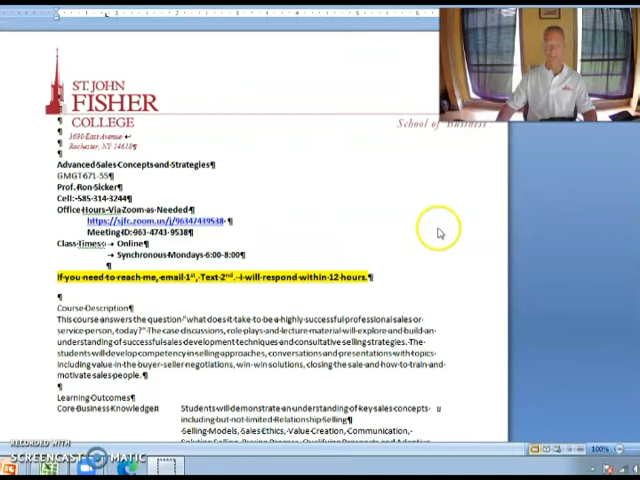 ST. JOHN
FISHER
COLLEGE
3690 East Avenue
Rochester, NY 14618
School of Business
Advanced Sales Concepts and Strategies
GMGT 671-55
Prof. Ron Sicker
Cell: 585-314-3244
Office Hours Via Zoom as Needed
https://sjfc.zoom.us/j/96347439538
Meeting ID: 963-4743-9538
Class Times: Online
Synchronous Mondays 6:00-8:00
If you need to reach me, email 1st, Text 2nd. I will respond within 12 hours.
Course Description
This course answers the question "what does it take to be a highly successful professional sales or
service person, today?" The case discussions, role plays and lecture material will explore and build an
understanding of successful sales development techniques and consultative selling strategies. The
students will develop competency in selling approaches, conversations and presentations with topics
including value in the buyer-seller negotiations, win-win solutions, closing the sale and how to train and
motivate sales people.
Learning Outcomes
Core Business Knowledge Students will demonstrate an understanding of key sales concepts
including but not limited Relationship Selling
Selling Models, Sales Ethics, Value Creation, Communication,
RECORDED WITH
SCREENCAST MATIC
100%